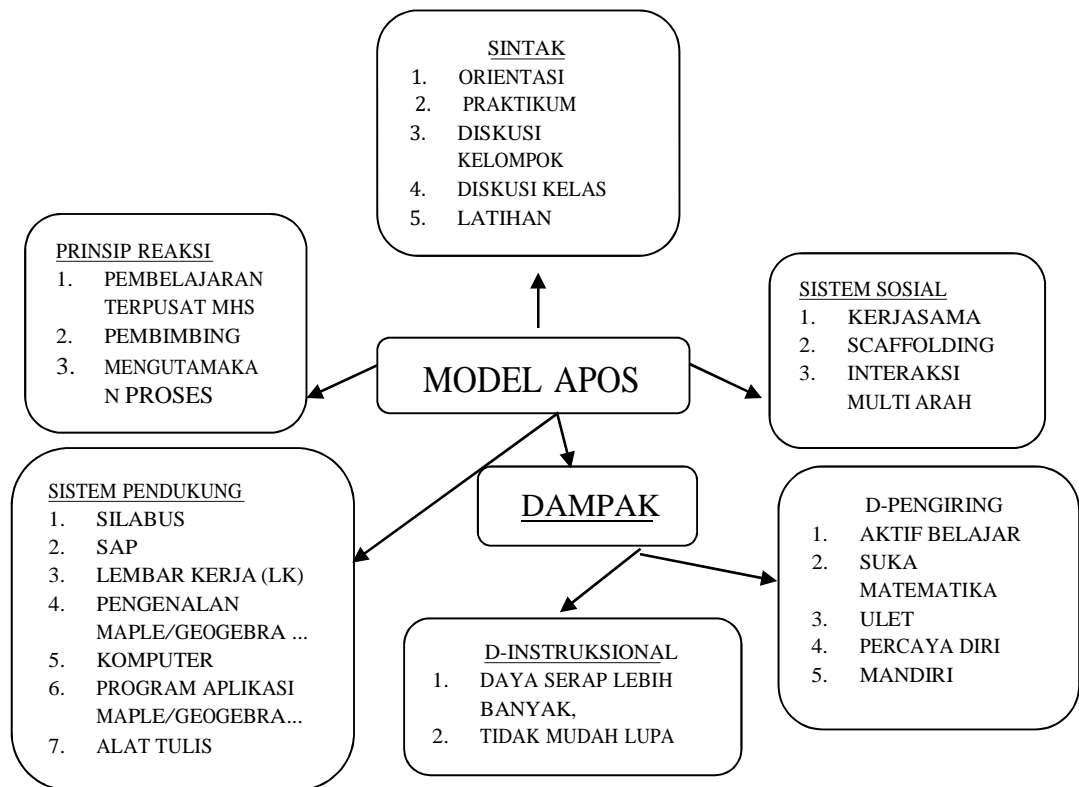 SINTAK
1. ORIENTASI
2. PRAKTIKUM
3. DISKUSI
KELOMPOK
4. DISKUSI KELAS
5. LATIHAN
PRINSIP REAKSI
1. PEMBELAJARAN
TERPUSAT MHS
2. PEMBIMBING
3. MENGUTAMAKA
N PROSES
SISTEM SOSIAL
1. KERJASAMA
2. SCAFFOLDING
3. INTERAKSI
MULTI ARAH
MODEL APOS
SISTEM PENDUKUNG
1. SILABUS
2. SAP
3. LEMBAR KERJA (LK)
4. PENGENALAN
MAPLE/GEOGEBRA ...
5. KOMPUTER
6. PROGRAM APLIKASI
MAPLE/GEOGEBRA...
7. ALAT TULIS
DAMPAK
D-PENGIRING
1. AKTIF BELAJAR
2. SUKA
MATEMATIKA
3. ULET
4. PERCAYA DIRI
5. MANDIRI
D-INSTRUKSIONAL
1. DAYA SERAP LEBIH
BANYAK,
2. TIDAK MUDAH LUPA